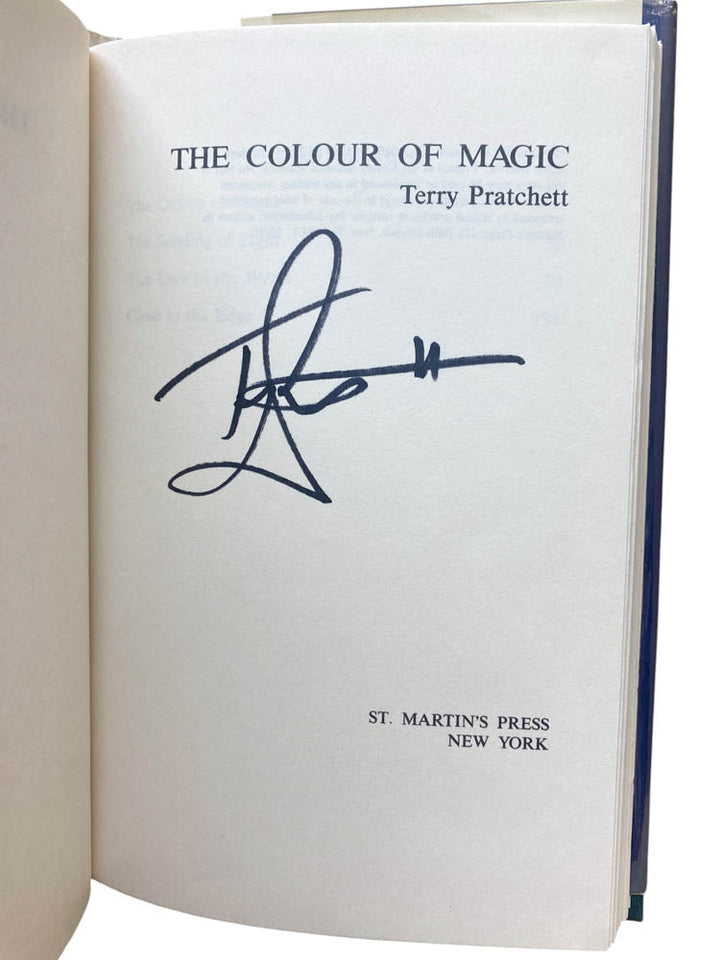 THE COLOUR OF MAGIC
Terry Pratchett
ST. MARTIN'S PRESS
NEW YORK